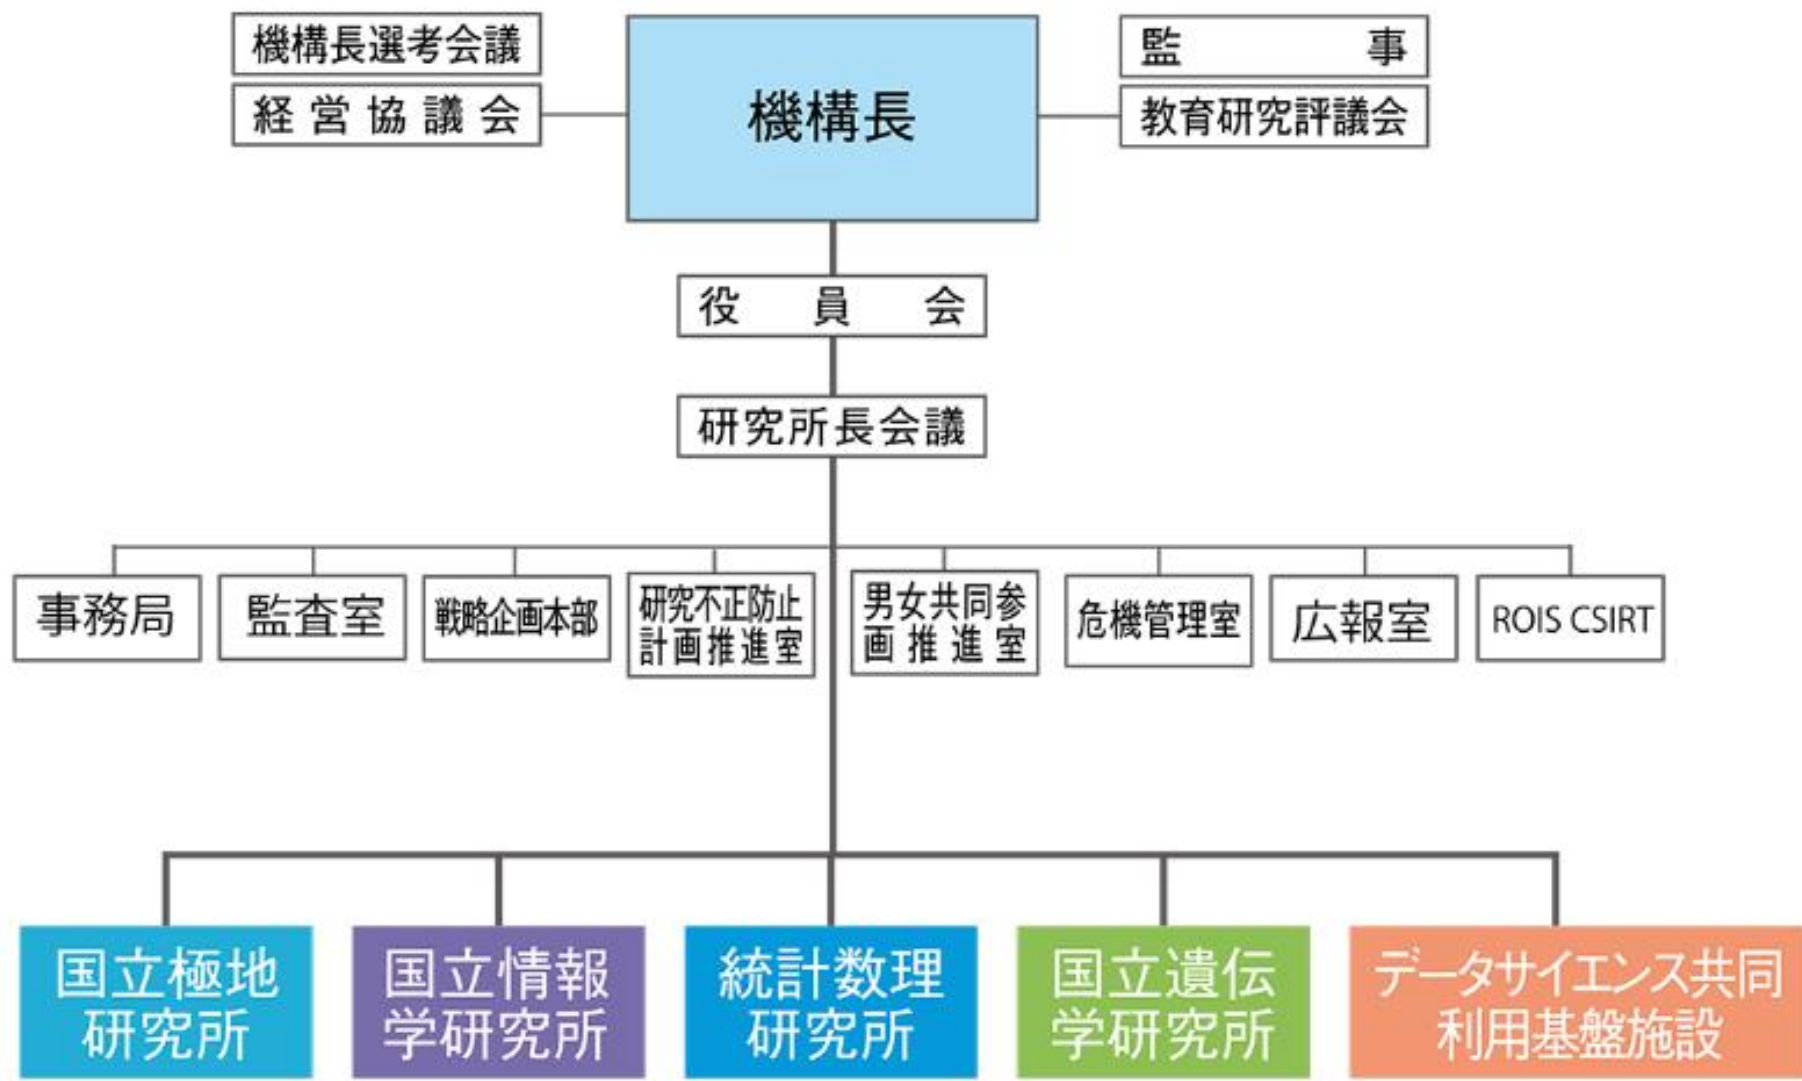 機構長選考会議
経営協議会
機構長
監事
教育研究評議会
役員会
研究所長会議
事務局
監査室
戦略企画本部
研究不正防止
計画推進室
男女共同参
画推進室
危機管理室
広報室
ROIS CSIRT
国立極地
研究所
国立情報
学研究所
統計数理
研究所
国立遺伝
学研究所
データサイエンス共同
利用基盤施設